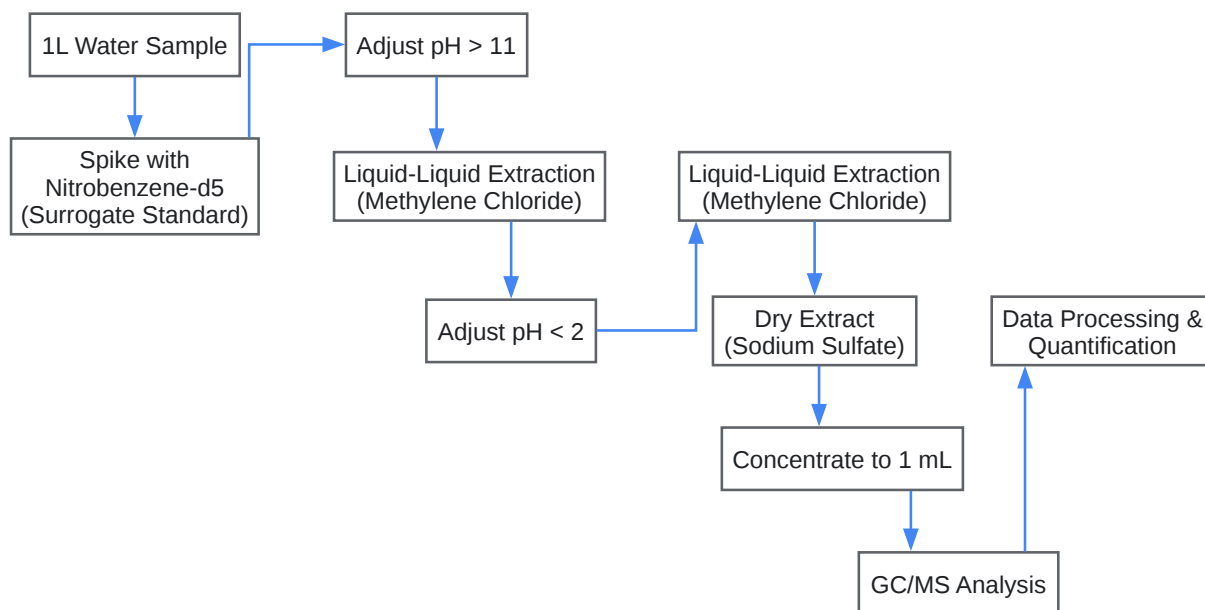 1L Water Sample
Spike with
Nitrobenzene-d5
(Surrogate Standard)
Adjust pH > 11
Liquid-Liquid Extraction
(Methylene Chloride)
Adjust pH < 2
Liquid-Liquid Extraction
(Methylene Chloride)
Dry Extract
(Sodium Sulfate)
Concentrate to 1 mL
GC/MS Analysis
Data Processing &
Quantification